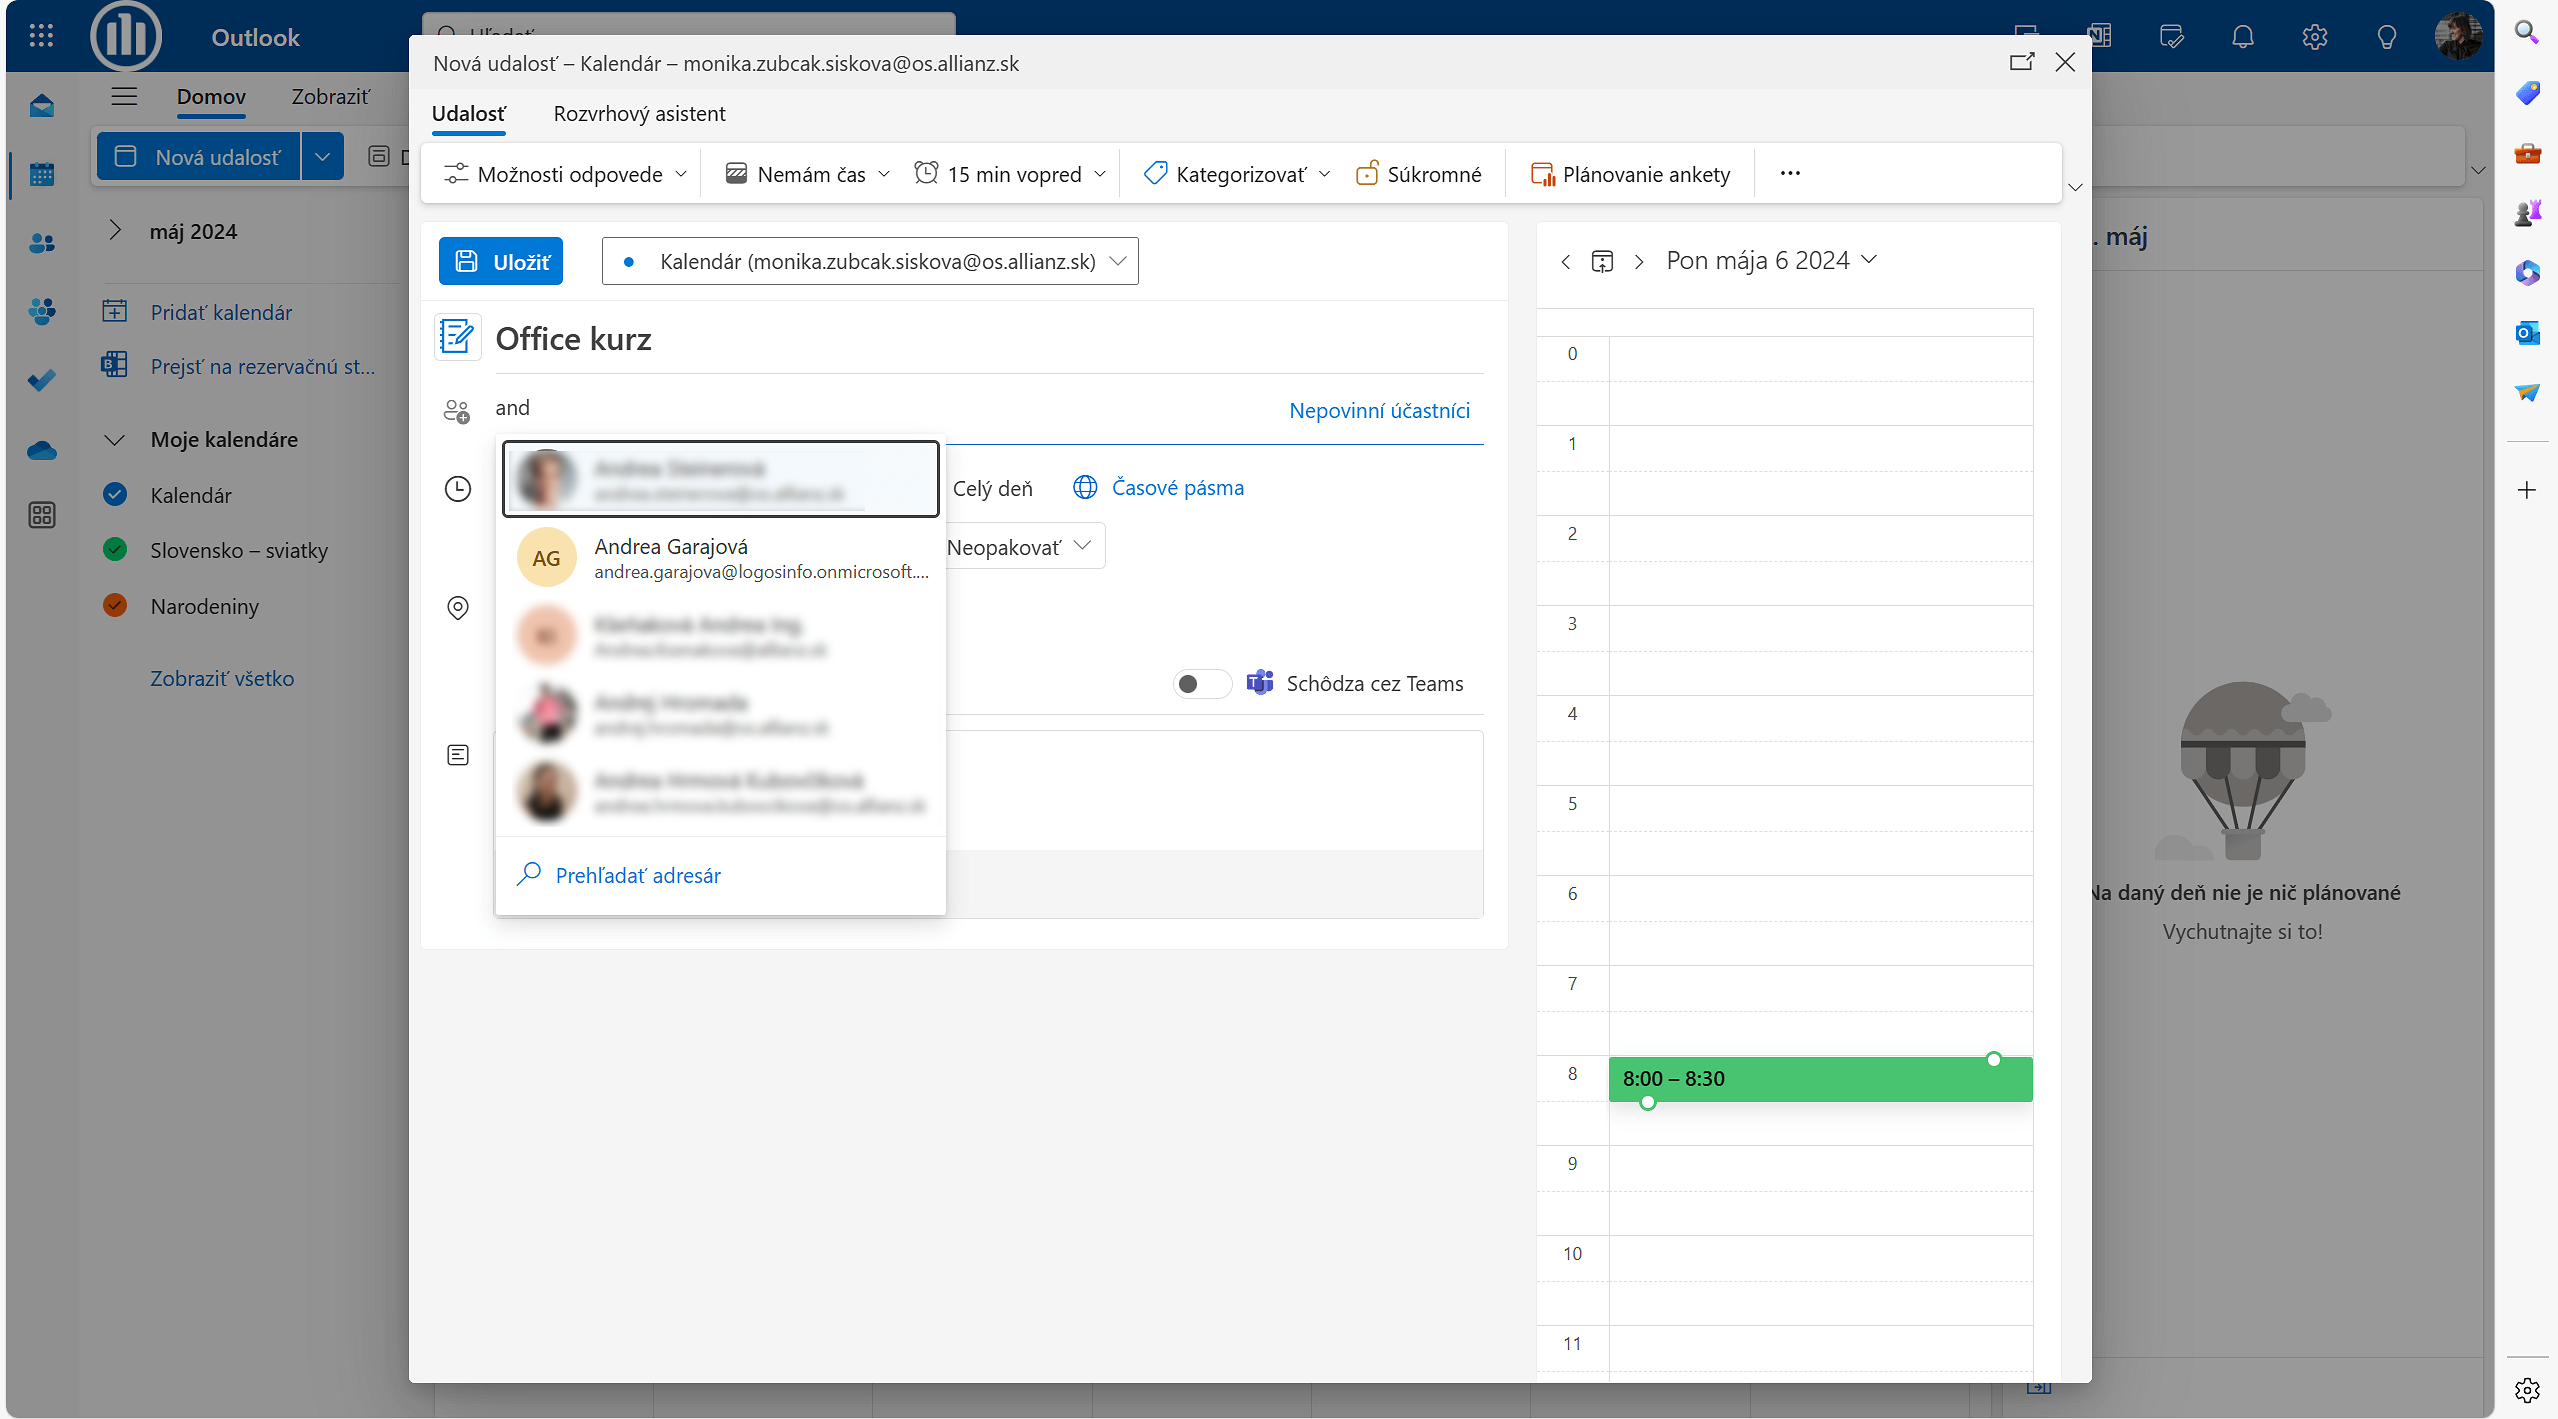 Outlook
Hľadať
Nová udalosť – Kalendár – monika.zubcak.siskova@os.allianz.sk
Domov
Zobraziť
Udalosť
Rozvrhový asistent
Nová udalosť
Možnosti odpovede
Nemám čas
15 min vopred
Kategorizovať
Súkromné
Plánovanie ankety
máj 2024
. máj
Uložiť
Kalendár (monika.zubcak.siskova@os.allianz.sk)
Pon mája 6 2024
Pridať kalendár
Prejsť na rezervačnú st...
Office kurz
and
Nepovinní účastníci
Moje kalendáre
Kalendár
Slovensko – sviatky
Narodeniny
Zobraziť všetko
Celý deň
Časové pásma
AG
Andrea Garajová
andrea.garajova@logosinfo.onmicrosoft....
Neopakovať
Schôdza cez Teams
Prehľadať adresár
0
1
2
3
4
5
6
7
8
8:00 – 8:30
9
10
11
Na daný deň nie je nič plánované
Vychutnajte si to!